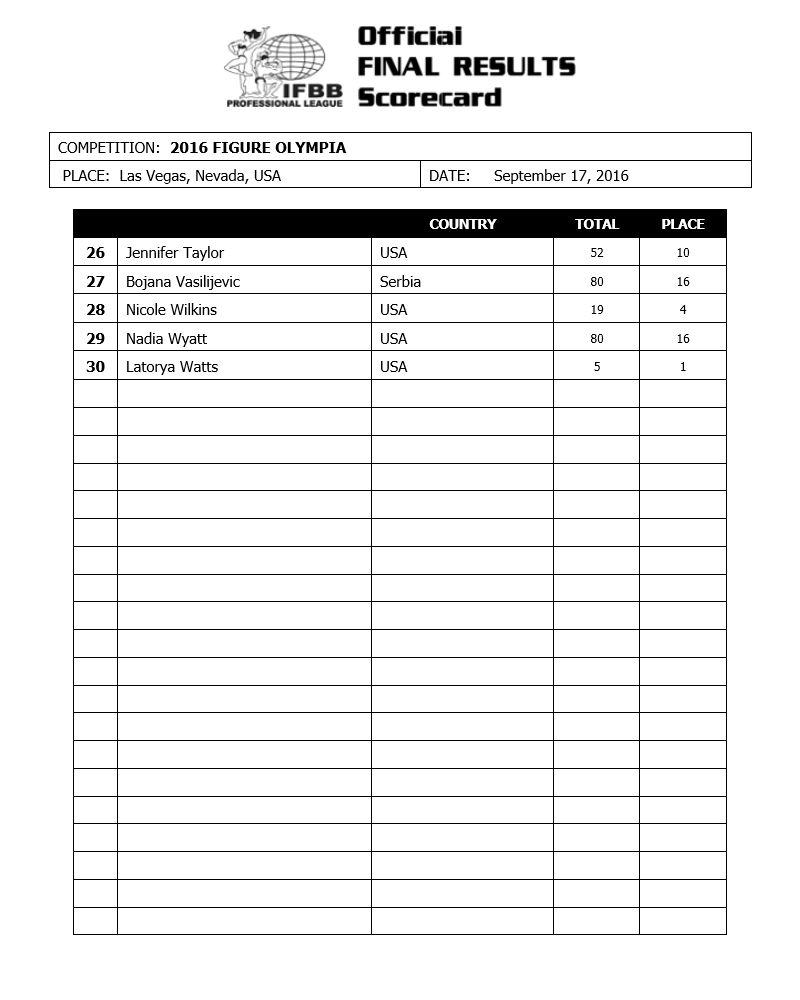 Official
FINAL RESULTS
Scorecard
IFBB
PROFESSIONAL LEAGUE
COMPETITION: 2016 FIGURE OLYMPIA
PLACE: Las Vegas, Nevada, USA DATE: September 17, 2016
COUNTRY TOTAL PLACE
26 Jennifer Taylor USA 52 10
27 Bojana Vasilijevic Serbia 80 16
28 Nicole Wilkins USA 19 4
29 Nadia Wyatt USA 80 16
30 Latorya Watts USA 5 1